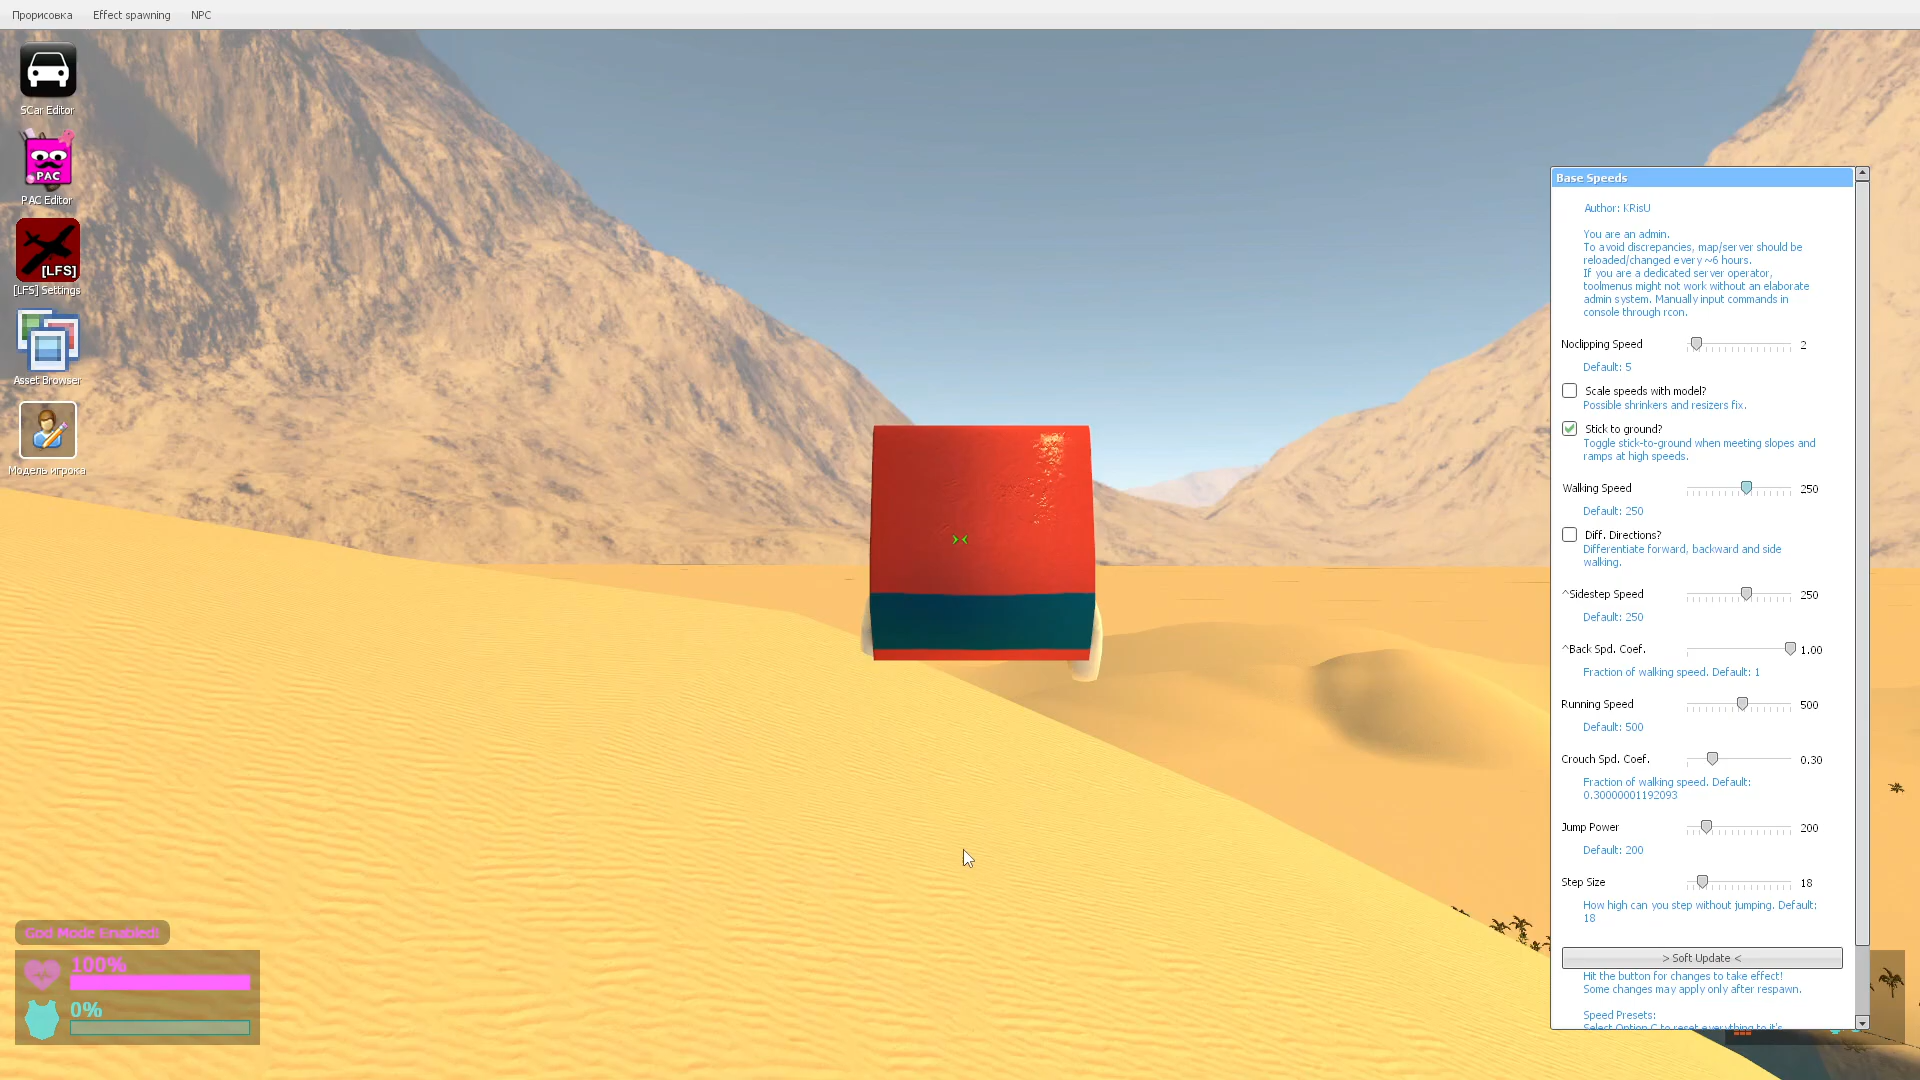 Прорисовка
Effect spawning
NPC
SCar Editor
PAC
PAC Editor
[LFS]
[LFS] Settings
Asset Browser
Модель игрока
God Mode Enabled!
100%
0%
Base Speeds
Author: KRisU
You are an admin.
To avoid discrepancies, map/server should be
reloaded/changed every ~6 hours.
If you are a dedicated server operator,
toolmenus might not work without an elaborate
admin system. Manually input commands in
console through rcon.
Noclipping Speed 2
Default: 5
Scale speeds with model?
Possible shrinkers and resizers fix.
Stick to ground?
Toggle stick-to-ground when meeting slopes and
ramps at high speeds.
Walking Speed 250
Default: 250
Diff. Directions?
Differentiate forward, backward and side
walking.
^Sidestep Speed 250
Default: 250
^Back Spd. Coef. 1.00
Fraction of walking speed. Default: 1
Running Speed 500
Default: 500
Crouch Spd. Coef. 0.30
Fraction of walking speed. Default:
0.30000001192093
Jump Power 200
Default: 200
Step Size 18
How high can you step without jumping. Default:
18
> Soft Update <
Hit the button for changes to take effect!
Some changes may apply only after respawn.
Speed Presets:
Select Option C to reset everything to it's